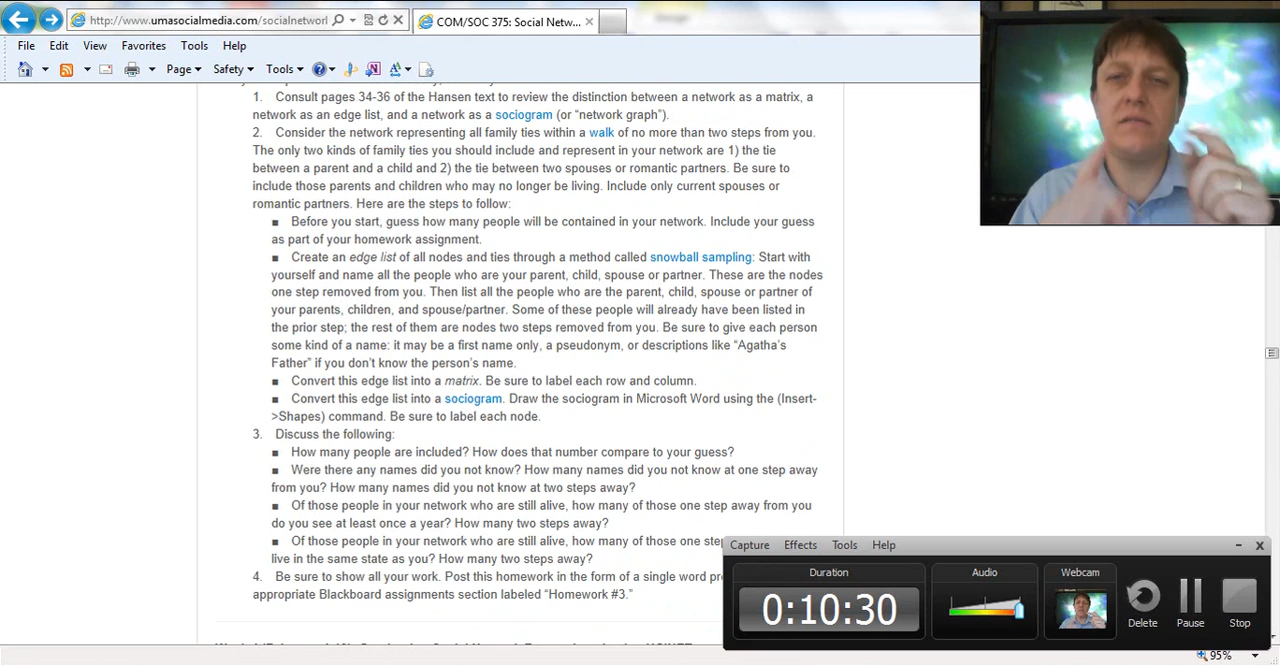 http://www.umasocialmedia.com/socialnetworl
COM/SOC 375: Social Netw...
File Edit View Favorites Tools Help
Page Safety Tools
1. Consult pages 34-36 of the Hansen text to review the distinction between a network as a matrix, a
network as an edge list, and a network as a sociogram (or “network graph”).
2. Consider the network representing all family ties within a walk of no more than two steps from you.
The only two kinds of family ties you should include and represent in your network are 1) the tie
between a parent and a child and 2) the tie between two spouses or romantic partners. Be sure to
include those parents and children who may no longer be living. Include only current spouses or
romantic partners. Here are the steps to follow:
■ Before you start, guess how many people will be contained in your network. Include your guess
as part of your homework assignment.
■ Create an edge list of all nodes and ties through a method called snowball sampling: Start with
yourself and name all the people who are your parent, child, spouse or partner. These are the nodes
one step removed from you. Then list all the people who are the parent, child, spouse or partner of
your parents, children, and spouse/partner. Some of these people will already have been listed in
the prior step; the rest of them are nodes two steps removed from you. Be sure to give each person
some kind of a name: it may be a first name only, a pseudonym, or descriptions like “Agatha’s
Father” if you don’t know the person’s name.
■ Convert this edge list into a matrix. Be sure to label each row and column.
■ Convert this edge list into a sociogram. Draw the sociogram in Microsoft Word using the (Insert-
>Shapes) command. Be sure to label each node.
3. Discuss the following:
■ How many people are included? How does that number compare to your guess?
■ Were there any names did you not know? How many names did you not know at one step away
from you? How many names did you not know at two steps away?
■ Of those people in your network who are still alive, how many of those one step away from you
do you see at least once a year? How many two steps away?
■ Of those people in your network who are still alive, how many of those one step
live in the same state as you? How many two steps away?
4. Be sure to show all your work. Post this homework in the form of a single word pr
appropriate Blackboard assignments section labeled “Homework #3.”
Capture Effects Tools Help
Duration Audio Webcam
0:10:30
Delete Pause Stop
95%